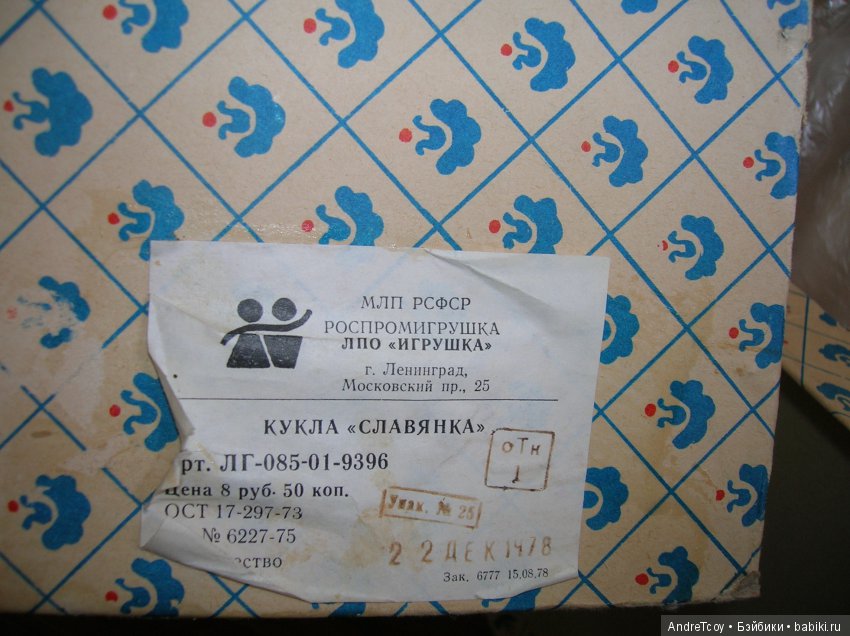 МЛП РСФСР
РОСПРОМИГРУШКА
ЛПО «ИГРУШКА»
г. Ленинград,
Московский пр., 25
КУКЛА «СЛАВЯНКА»
рт. ЛГ-085-01-9396
Цена 8 руб. 50 коп.
ОСТ 17-297-73
№ 6227-75
ество
оТн
1
Упак. № 25
22 ДЕК 1978
Зак. 6777 15.08.78
AndreTcoy • Бэйбики • babiki.ru